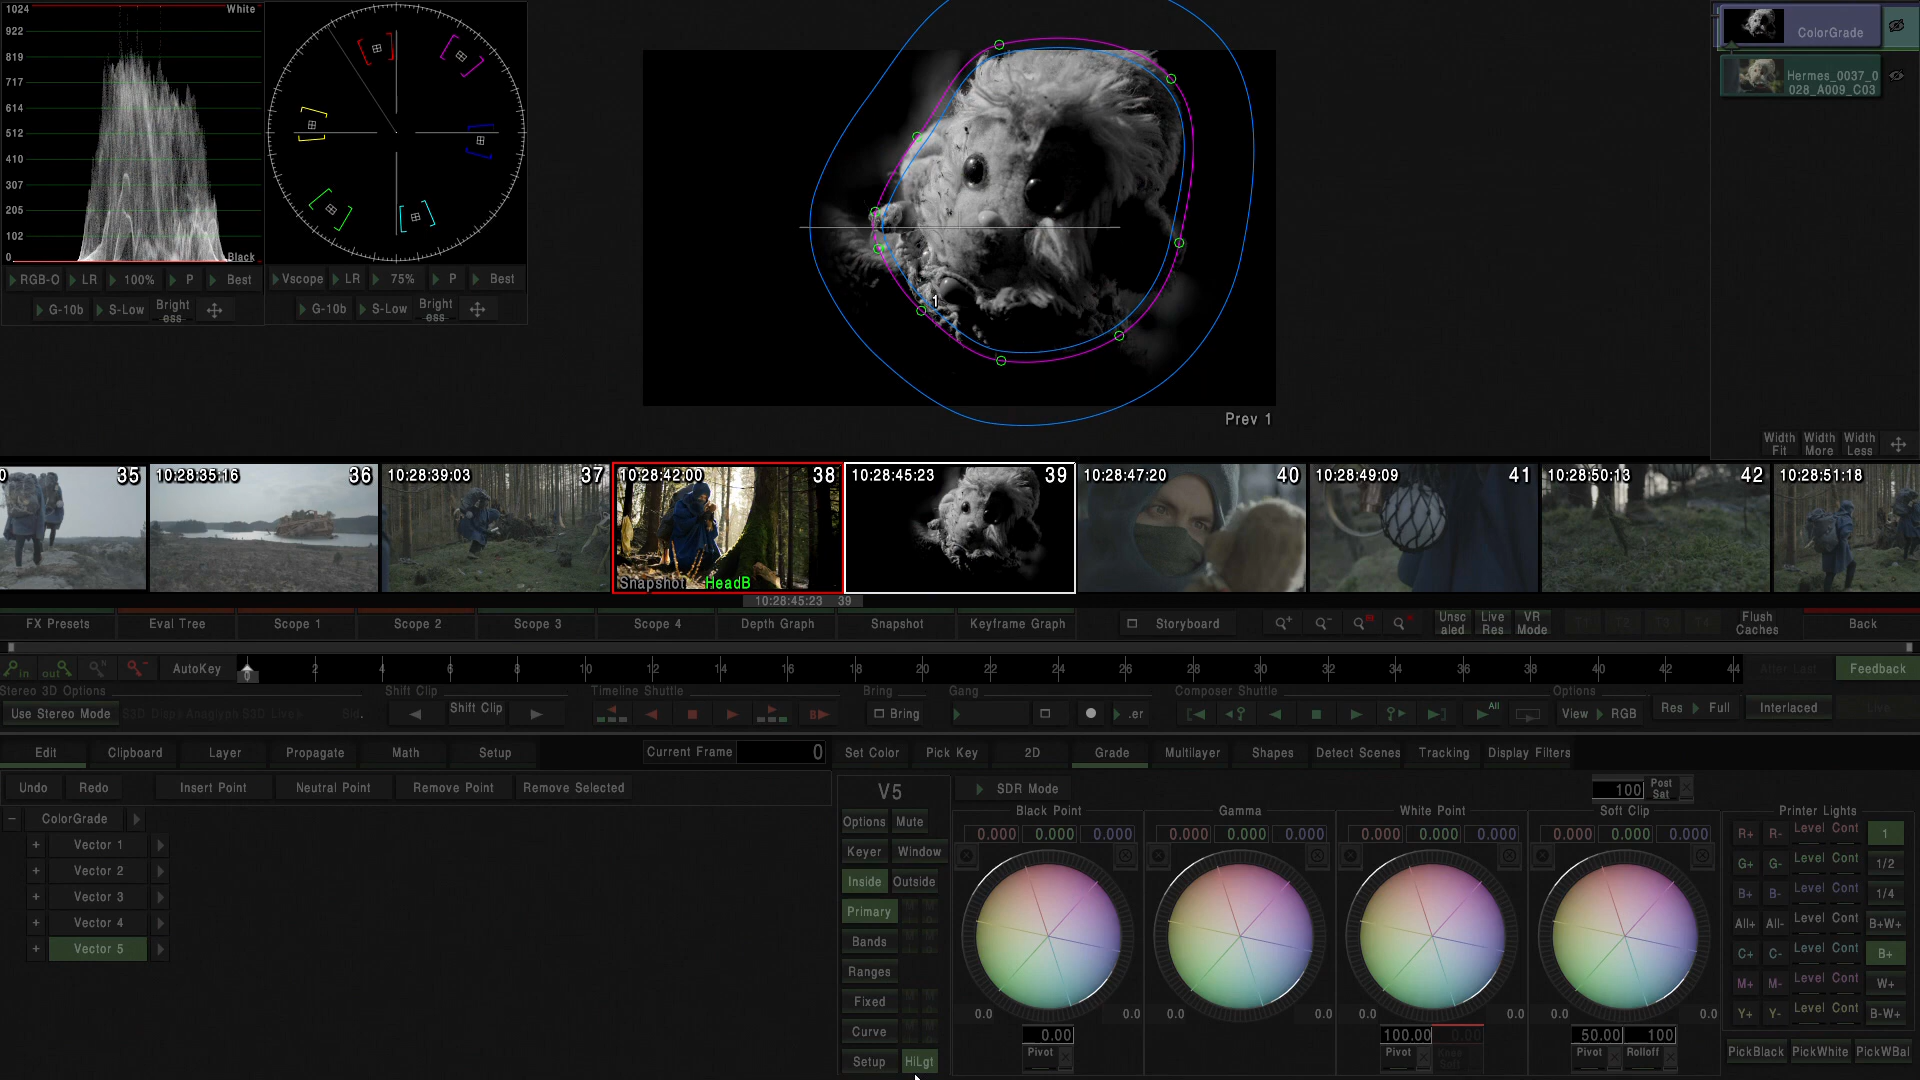 1024 White
922
819
717
614
512
410
307
205
102
0 Black
RGB-O LR 100% P Best
G-10b S-Low Bright ess
Vscope LR 75% P Best
G-10b S-Low Bright ess
1
Prev 1
ColorGrade
Hermes_0037_0
028_A009_C03
Width Fit Width More Width Less
0 35
10:28:35:16 36
10:28:39:03 37
10:28:42:00 38
Snapshot HeadB
10:28:45:23 39
10:28:47:20 40
10:28:49:09 41
10:28:50:13 42
10:28:51:18
10:28:45:23 39
FX Presets Eval Tree Scope 1 Scope 2 Scope 3 Scope 4 Depth Graph Snapshot Keyframe Graph Storyboard Unsc aled Live Res VR Mode T1 T2 T3 T4 Flush Caches Back
in out AutoKey 0 2 4 6 8 10 12 14 16 18 20 22 24 26 28 30 32 34 36 38 40 42 44 Feedback
Stereo 3D Options Shift Clip Timeline Shuttle Bring Gang Composer Shuttle Options
Use Stereo Mode Shift Clip Bring .er All View RGB Res Full Interlaced Live
Edit Clipboard Layer Propagate Math Setup Current Frame 0 Set Color Pick Key 2D Grade Multilayer Shapes Detect Scenes Tracking Display Filters
Undo Redo Insert Point Neutral Point Remove Point Remove Selected
ColorGrade
Vector 1
Vector 2
Vector 3
Vector 4
Vector 5
V5
Options Mute
Keyer Window
Inside Outside
Primary
Bands
Ranges
Fixed
Curve
Setup HiLgt
SDR Mode 100 Post Sat
Black Point Gamma White Point Soft Clip
0.000 0.000 0.000 0.000 0.000 0.000 0.000 0.000 0.000 0.000 0.000 0.000
0.0 0.0 0.0 0.0 0.0 0.0 0.0 0.0
0.00 100.00 0.00 50.00 100
Pivot Pivot Pivot Rolloff
Printer Lights
R+ R- Level Cont 1
G+ G- Level Cont 1/2
B+ B- Level Cont 1/4
All+ All- Level Cont B+W+
C+ C- Level Cont B+
M+ M- Level Cont W+
Y+ Y- Level Cont B-W+
PickBlack PickWhite PickWBal